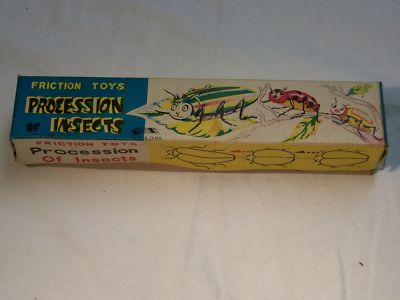 FRICTION TOYS
PROCESSION
OF INSECTS
FRICTION TOYS
Procession
Of Insects